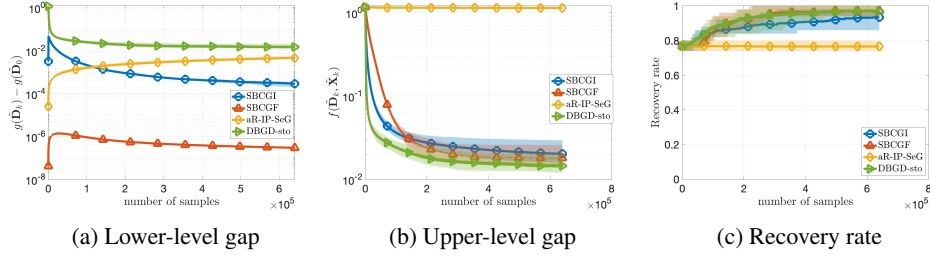 g(D̃_k) − g(D̃_0)
10^0
10^-2
10^-4
10^-6
10^-8
0 1 2 3 4 5 6
×10^5
number of samples
SBCGI
SBCGF
aR-IP-SeG
DBGD-sto
(a) Lower-level gap
f(D̃_k, X̃_k)
10^0
10^-1
10^-2
0 2 4 6 8
×10^5
number of samples
SBCGI
SBCGF
aR-IP-SeG
DBGD-sto
(b) Upper-level gap
Recovery rate
1
0.8
0.6
0.4
0.2
0
0 2 4 6 8
×10^5
number of samples
SBCGI
SBCGF
aR-IP-SeG
DBGD-sto
(c) Recovery rate